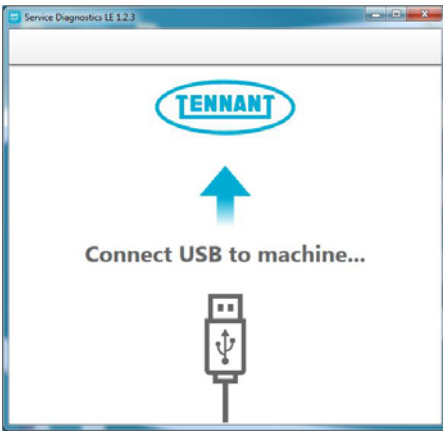 Service Diagnostics LE 1.2.3
TENNANT
Connect USB to machine...